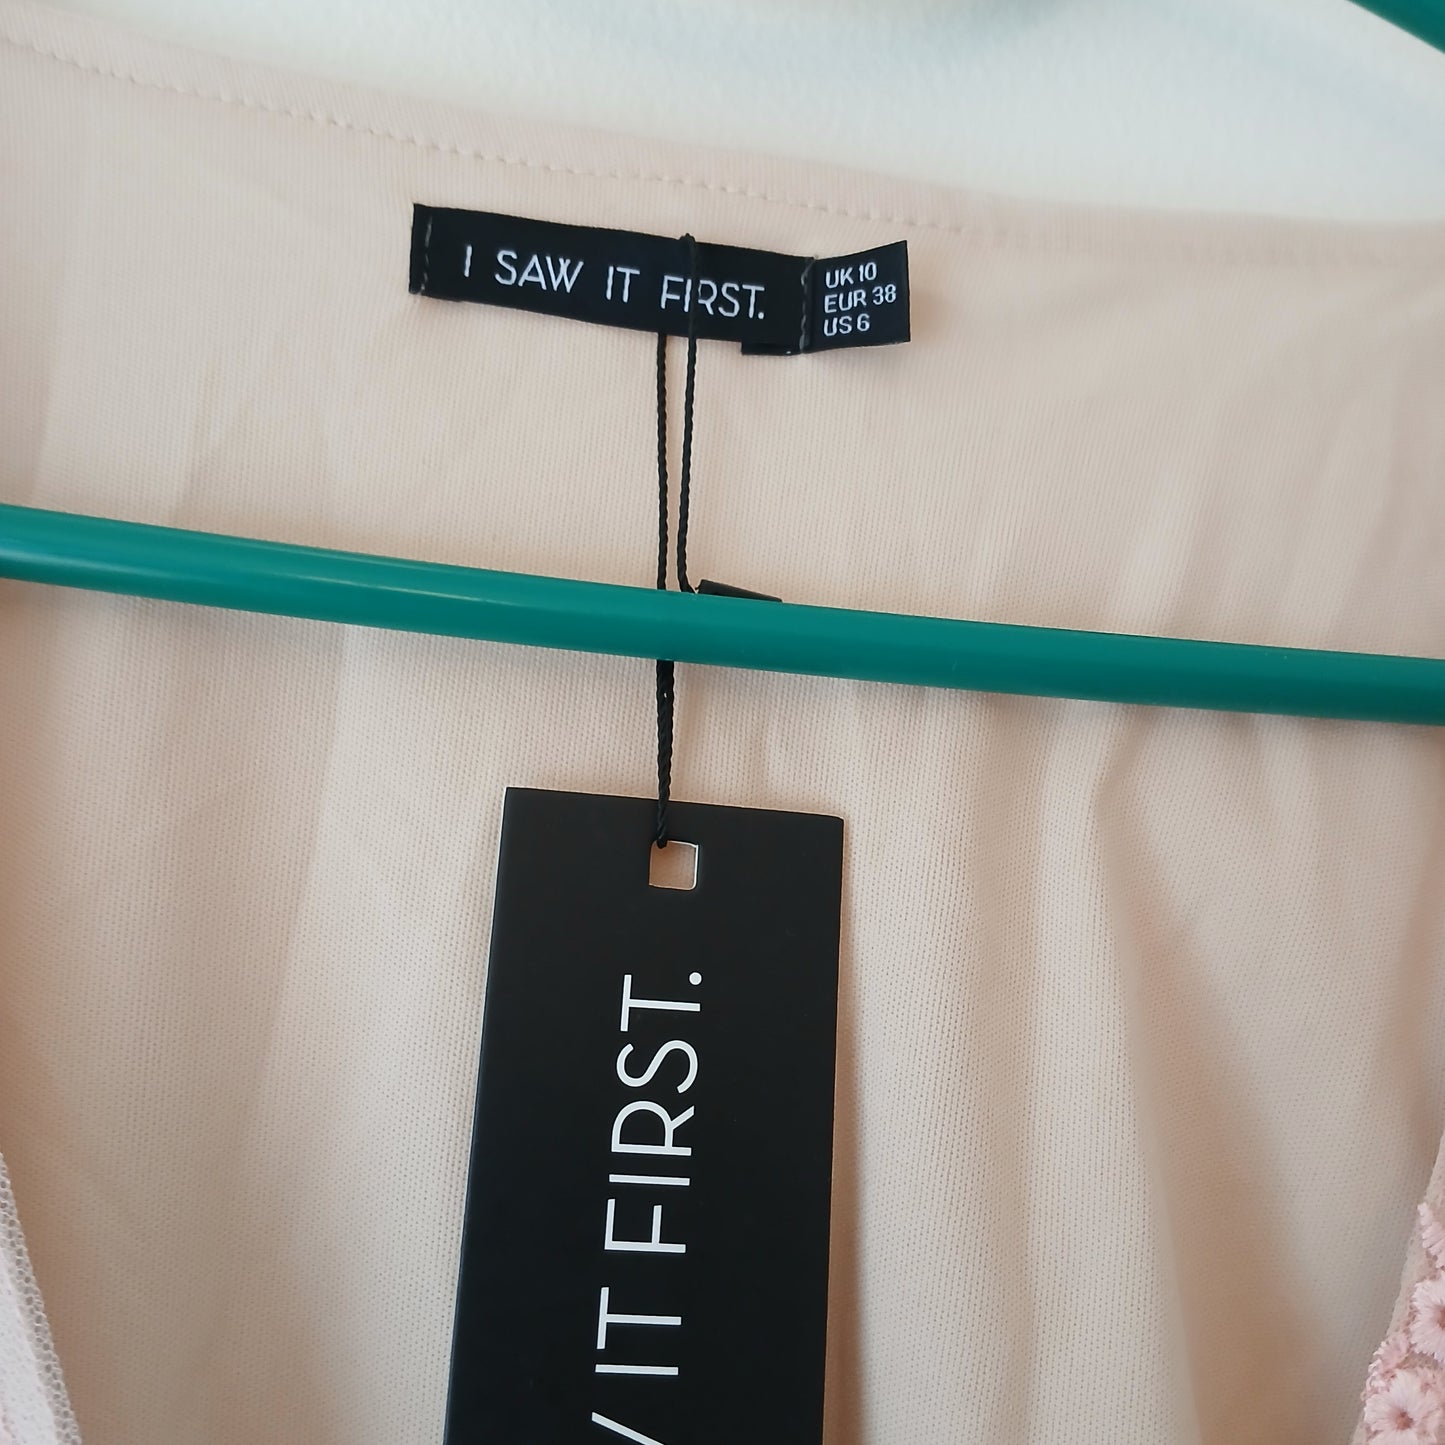 I SAW IT FIRST.
UK 10
EUR 38
US 6
IT FIRST.